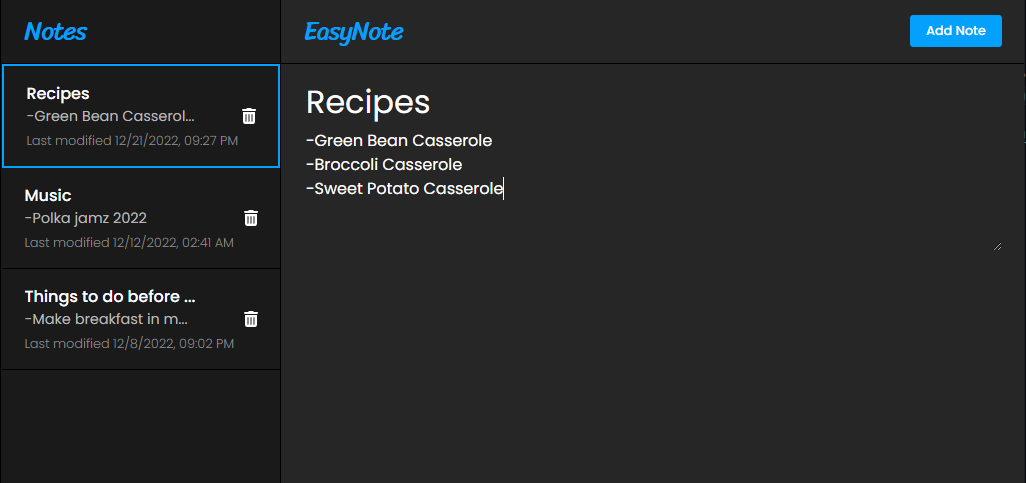 Notes
Recipes
-Green Bean Casserol...
Last modified 12/21/2022, 09:27 PM
Music
-Polka jamz 2022
Last modified 12/12/2022, 02:41 AM
Things to do before ...
-Make breakfast in m...
Last modified 12/8/2022, 09:02 PM
EasyNote
Add Note
Recipes
-Green Bean Casserole
-Broccoli Casserole
-Sweet Potato Casserole